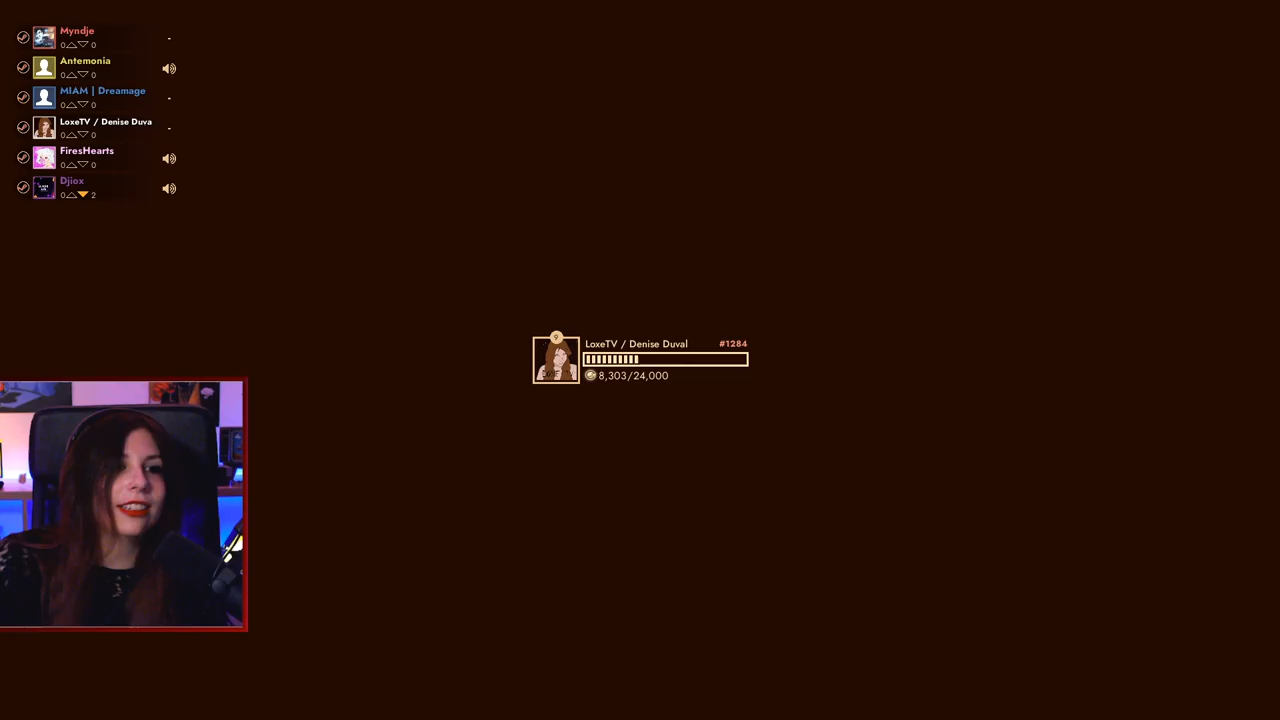 Myndje
0 0
-
Antemonia
0 0
MIAM | Dreamage
0 0
-
LoxeTV / Denise Duva
0 0
-
FiresHearts
0 0
Djiox
0 2
9
LoxeTV / Denise Duval #1284
8,303/24,000